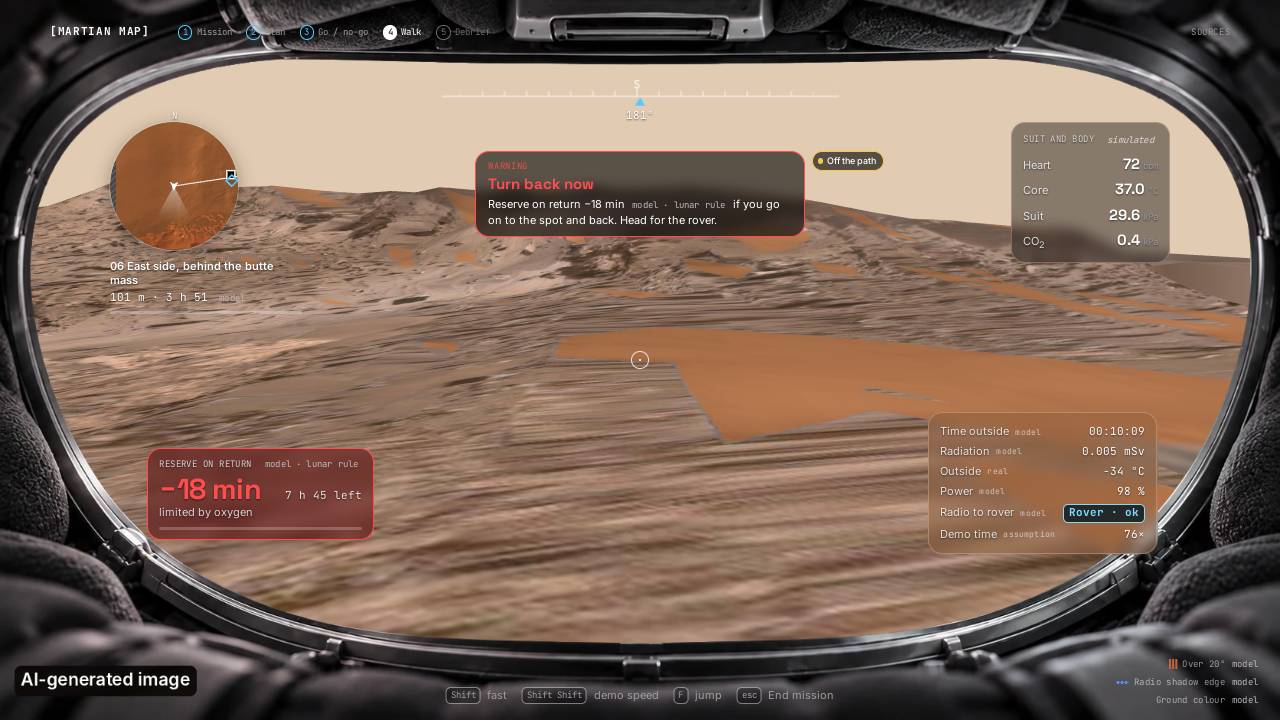 [MARTIAN MAP]
1 Mission
2 Plan
3 Go / no-go
4 Walk
5 Debrief
SOURCES
S
181°
N
06 East side, behind the butte
mass
101 m · 3 h 51 model
WARNING
Turn back now
Reserve on return −18 min model · lunar rule if you go
on to the spot and back. Head for the rover.
Off the path
SUIT AND BODY simulated
Heart 72 bpm
Core 37.0 °C
Suit 29.6 kPa
CO2 0.4 kPa
RESERVE ON RETURN model · lunar rule
−18 min 7 h 45 left
limited by oxygen
Time outside model 00:10:09
Radiation model 0.005 mSv
Outside real -34 °C
Power model 98 %
Radio to rover model Rover · ok
Demo time assumption 76×
AI-generated image
Shift fast Shift Shift demo speed F jump esc End mission
Over 20° model
Radio shadow edge model
Ground colour model